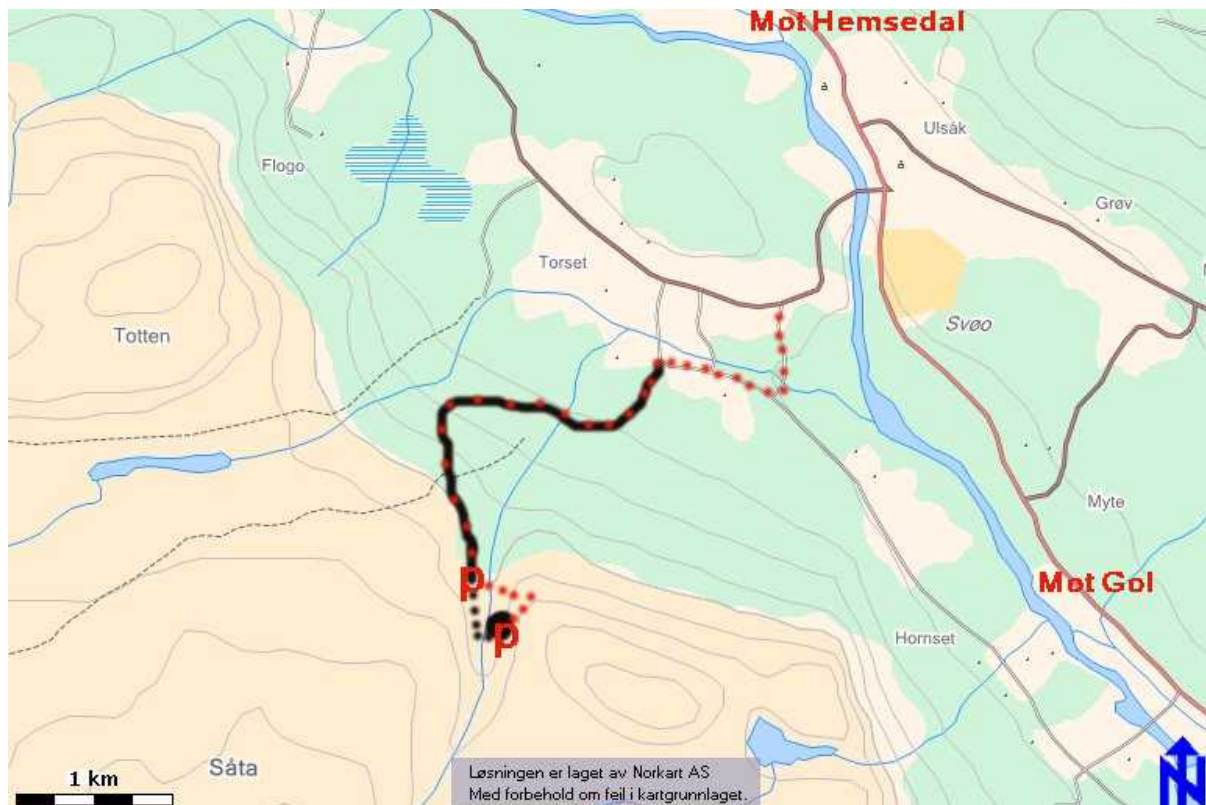 Mot Hemsedal
Ulsåk
Flogo
Grøv
Torset
Svøo
Totten
Myte
p
Mot Gol
p
Hornset
Såta
1 km
Løsningen er laget av Norkart AS
Med forbehold om feil i kartgrunnlaget.
N